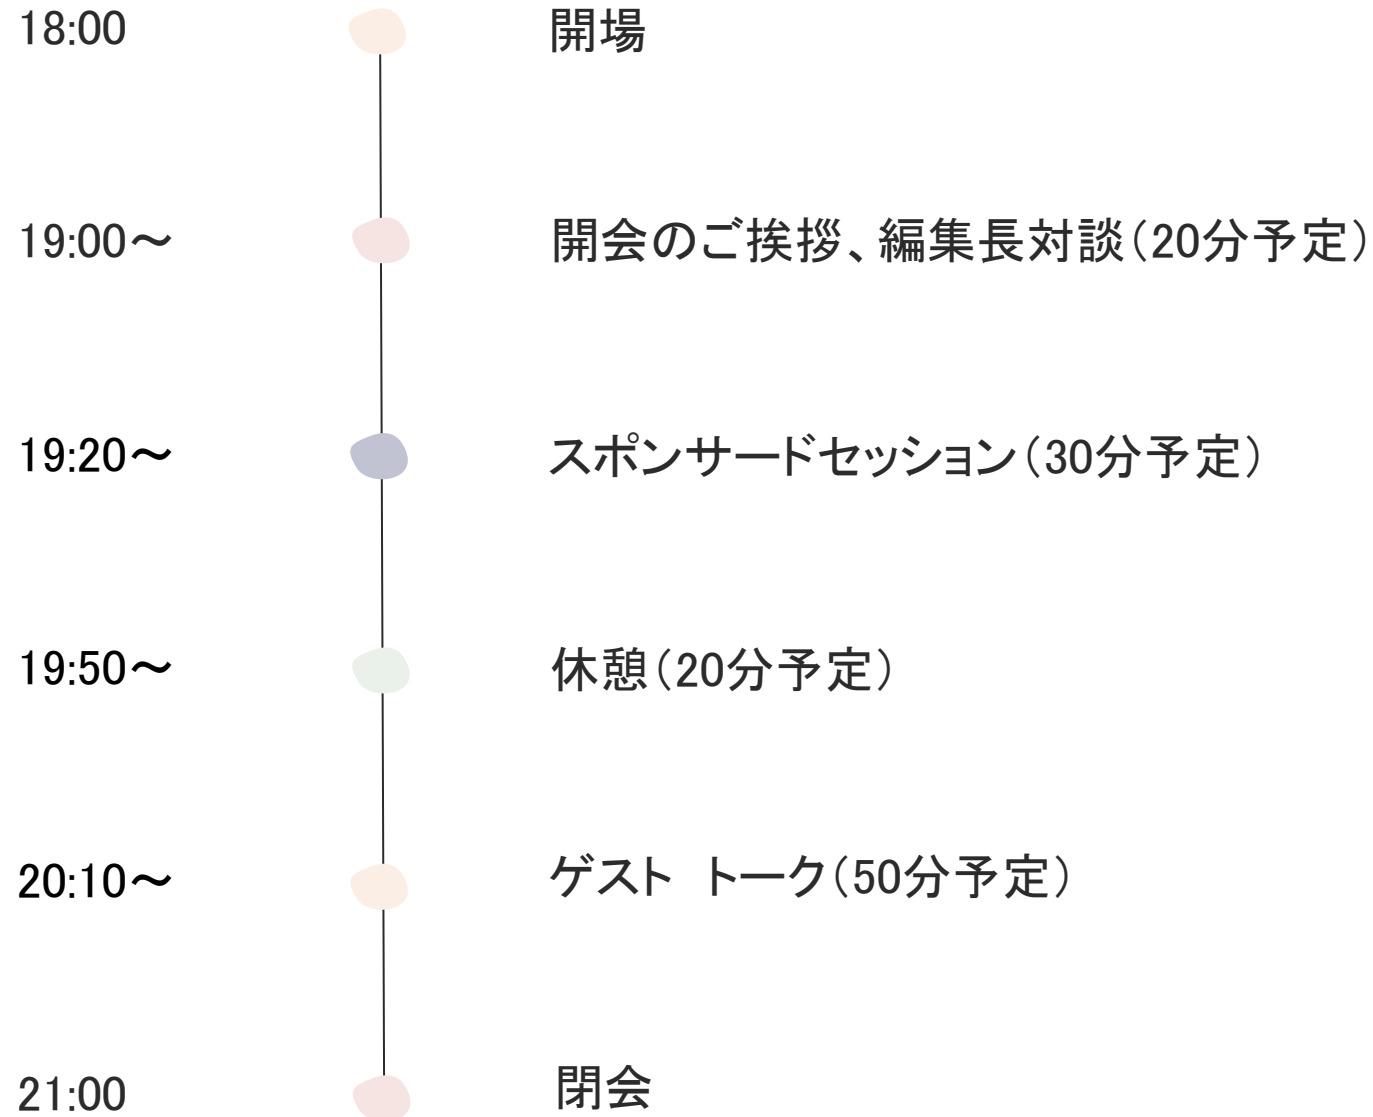 18:00 開場
19:00～ 開会のご挨拶、編集長対談（20分予定）
19:20～ スポンサードセッション（30分予定）
19:50～ 休憩（20分予定）
20:10～ ゲスト　トーク（50分予定）
21:00 閉会